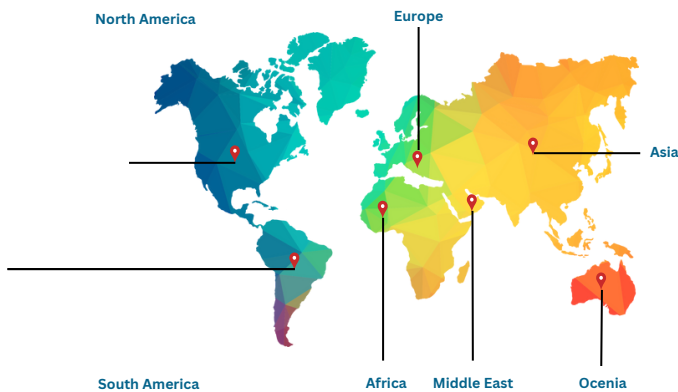 Europe
North America
Asia
Africa
Middle East
Ocenia
South America